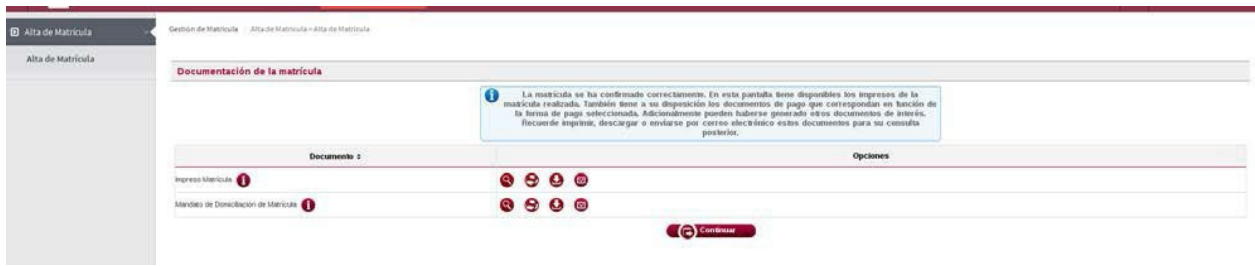 Alta de Matrícula
Alta de Matrícula
Gestión de Matrícula / Alta de Matrícula » Alta de Matrícula
Documentación de la matrícula
La matrícula se ha confirmado correctamente. En esta pantalla tiene disponibles los impresos de la
matrícula realizada. También tiene a su disposición los documentos de pago que correspondan en función de
la forma de pago seleccionada. Adicionalmente pueden haberse generado otros documentos de interés.
Recuerde imprimir, descargar o enviarse por correo electrónico estos documentos para su consulta
posterior.
Documento
Opciones
Impreso Matrícula
Mandato de Domiciliación de Matrícula
Continuar